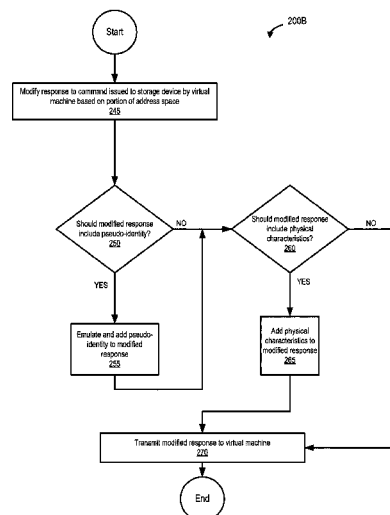 Start
200B
Modify response to command issued to storage device by virtual
machine based on portion of address space
245
Should modified response
include pseudo-identity?
250
NO
Should modified response
include physical
characteristics?
260
NO
YES
YES
Emulate and add pseudo-
identity to modified
response
255
Add physical
characteristics to
modified response
265
Transmit modified response to virtual machine
270
End